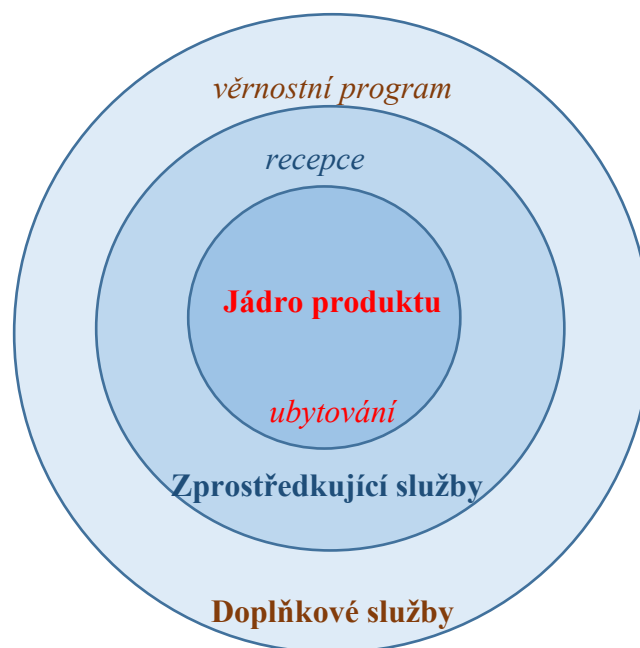 věrnostní program
recepce
Jádro produktu
ubytování
Zprostředkující služby
Doplňkové služby